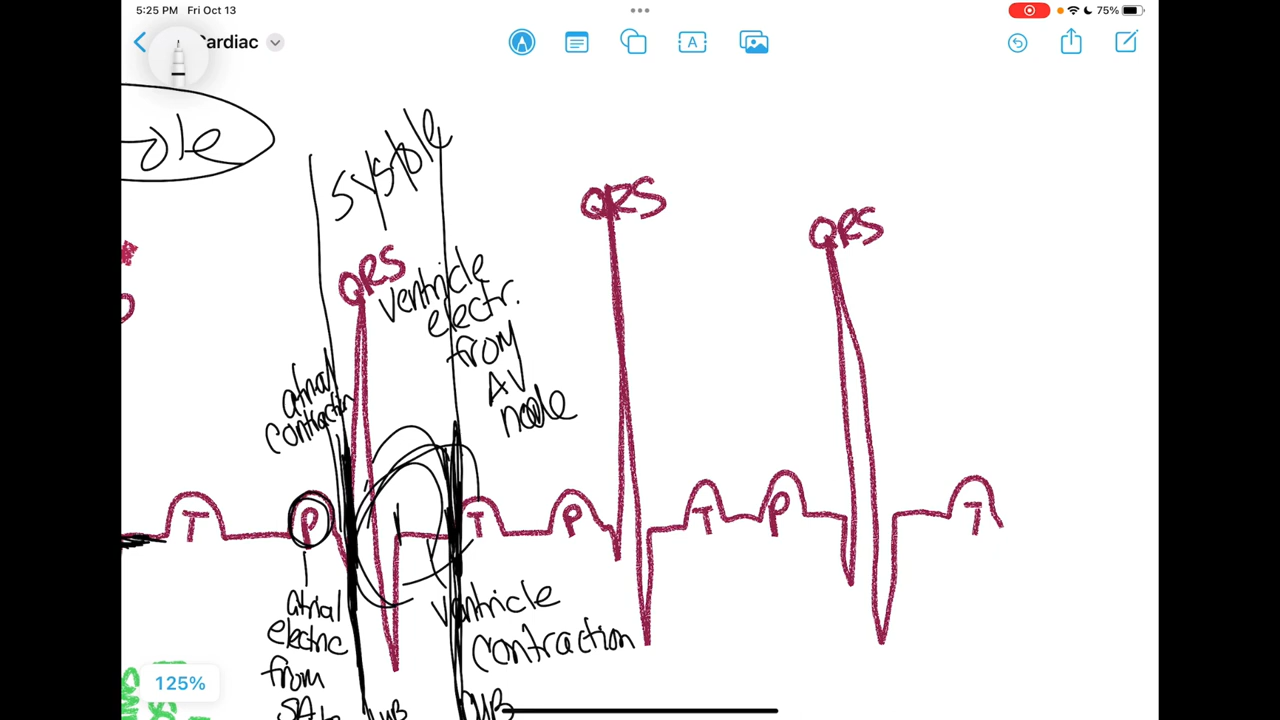 5:25 PM Fri Oct 13
75%
Cardiac
A
ole
systole
QRS
QRS
QRS
ventricle
electr.
from
AV
node
atrial
contraction
T
P
T
P
T
P
T
atrial
electric
from
SA
ventricle
contraction
125%